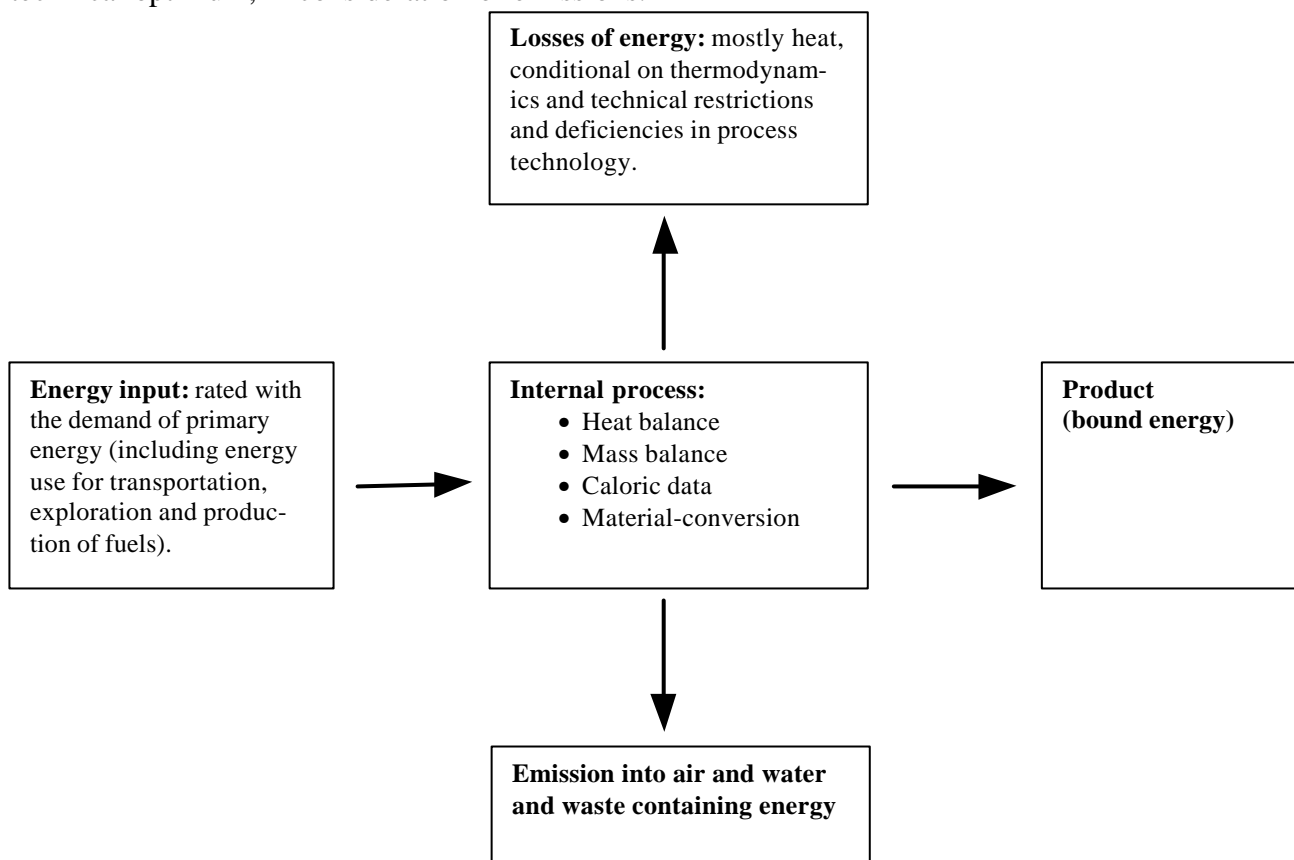 Losses of energy: mostly heat,
conditional on thermodynam-
ics and technical restrictions
and deficiencies in process
technology.
Energy input: rated with
the demand of primary
energy (including energy
use for transportation,
exploration and produc-
tion of fuels).
Internal process:
• Heat balance
• Mass balance
• Caloric data
• Material-conversion
Product
(bound energy)
Emission into air and water
and waste containing energy